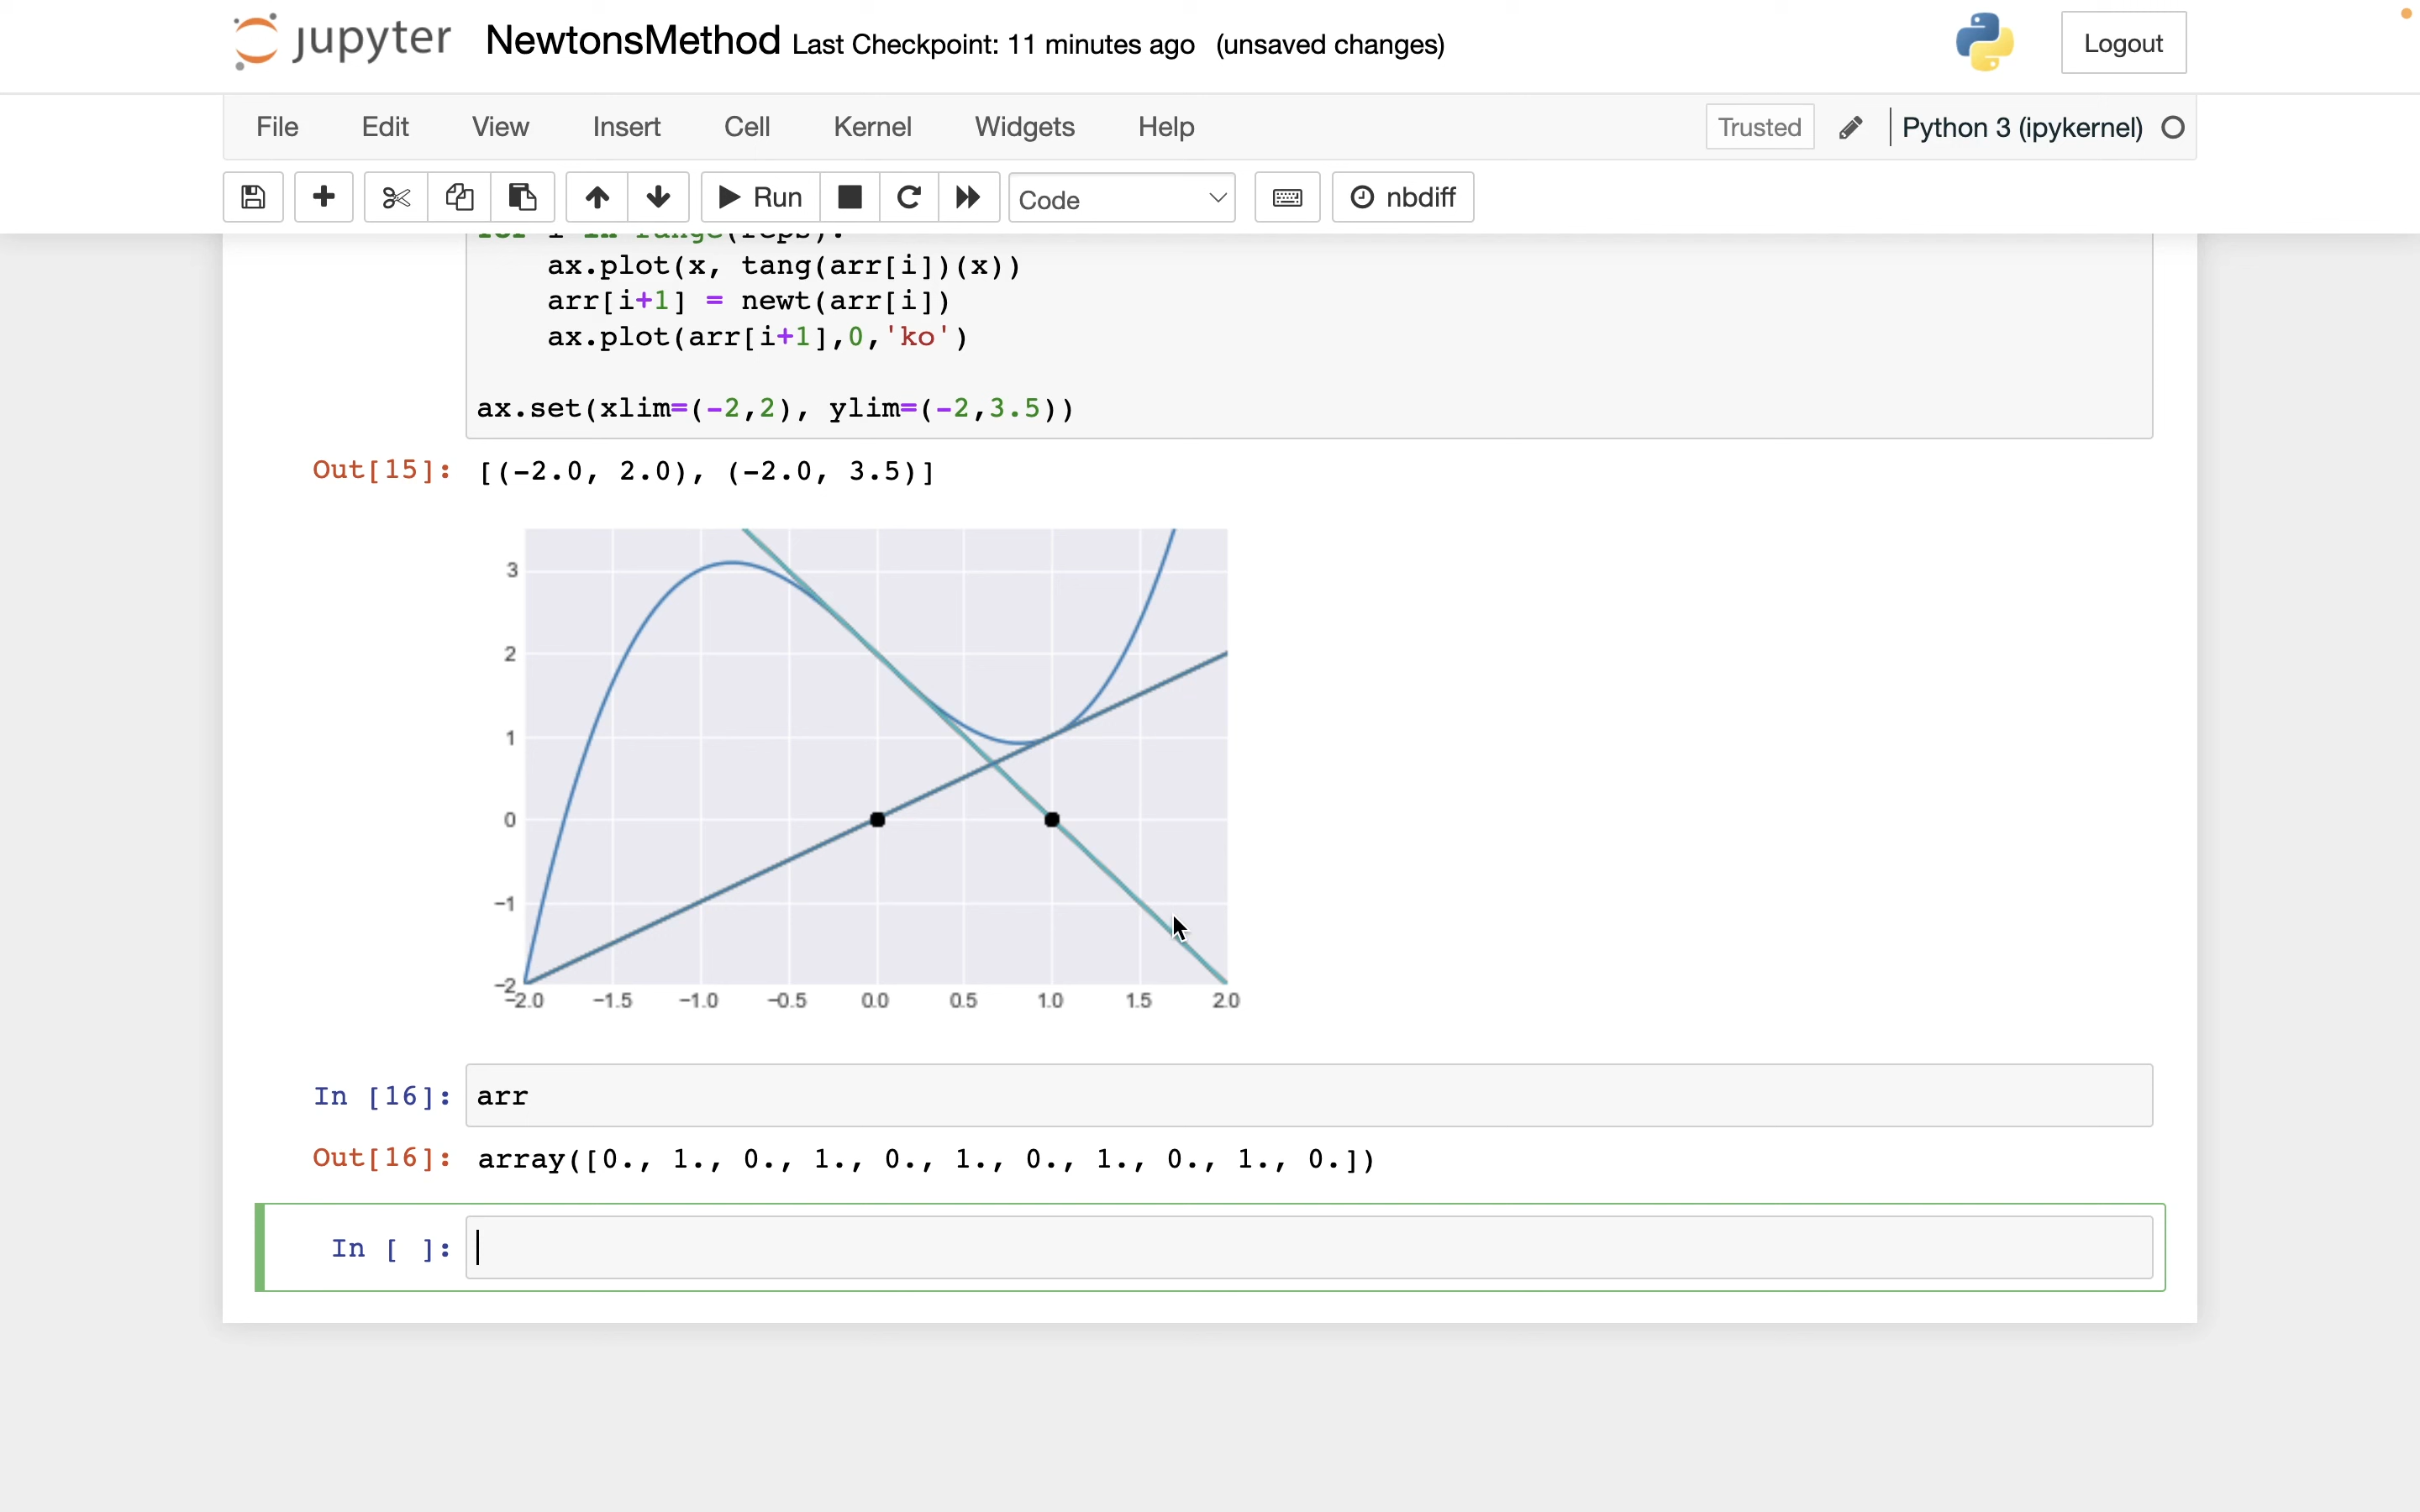 jupyter NewtonsMethod Last Checkpoint: 11 minutes ago (unsaved changes) Logout
File Edit View Insert Cell Kernel Widgets Help Trusted Python 3 (ipykernel)
Run Code nbdiff
for i in range(reps):
ax.plot(x, tang(arr[i])(x))
arr[i+1] = newt(arr[i])
ax.plot(arr[i+1],0,'ko')
ax.set(xlim=(-2,2), ylim=(-2,3.5))
Out[15]: [(-2.0, 2.0), (-2.0, 3.5)]
3
2
1
0
−1
−2
−2.0 −1.5 −1.0 −0.5 0.0 0.5 1.0 1.5 2.0
In [16]: arr
Out[16]: array([0., 1., 0., 1., 0., 1., 0., 1., 0., 1., 0.])
In [ ]: